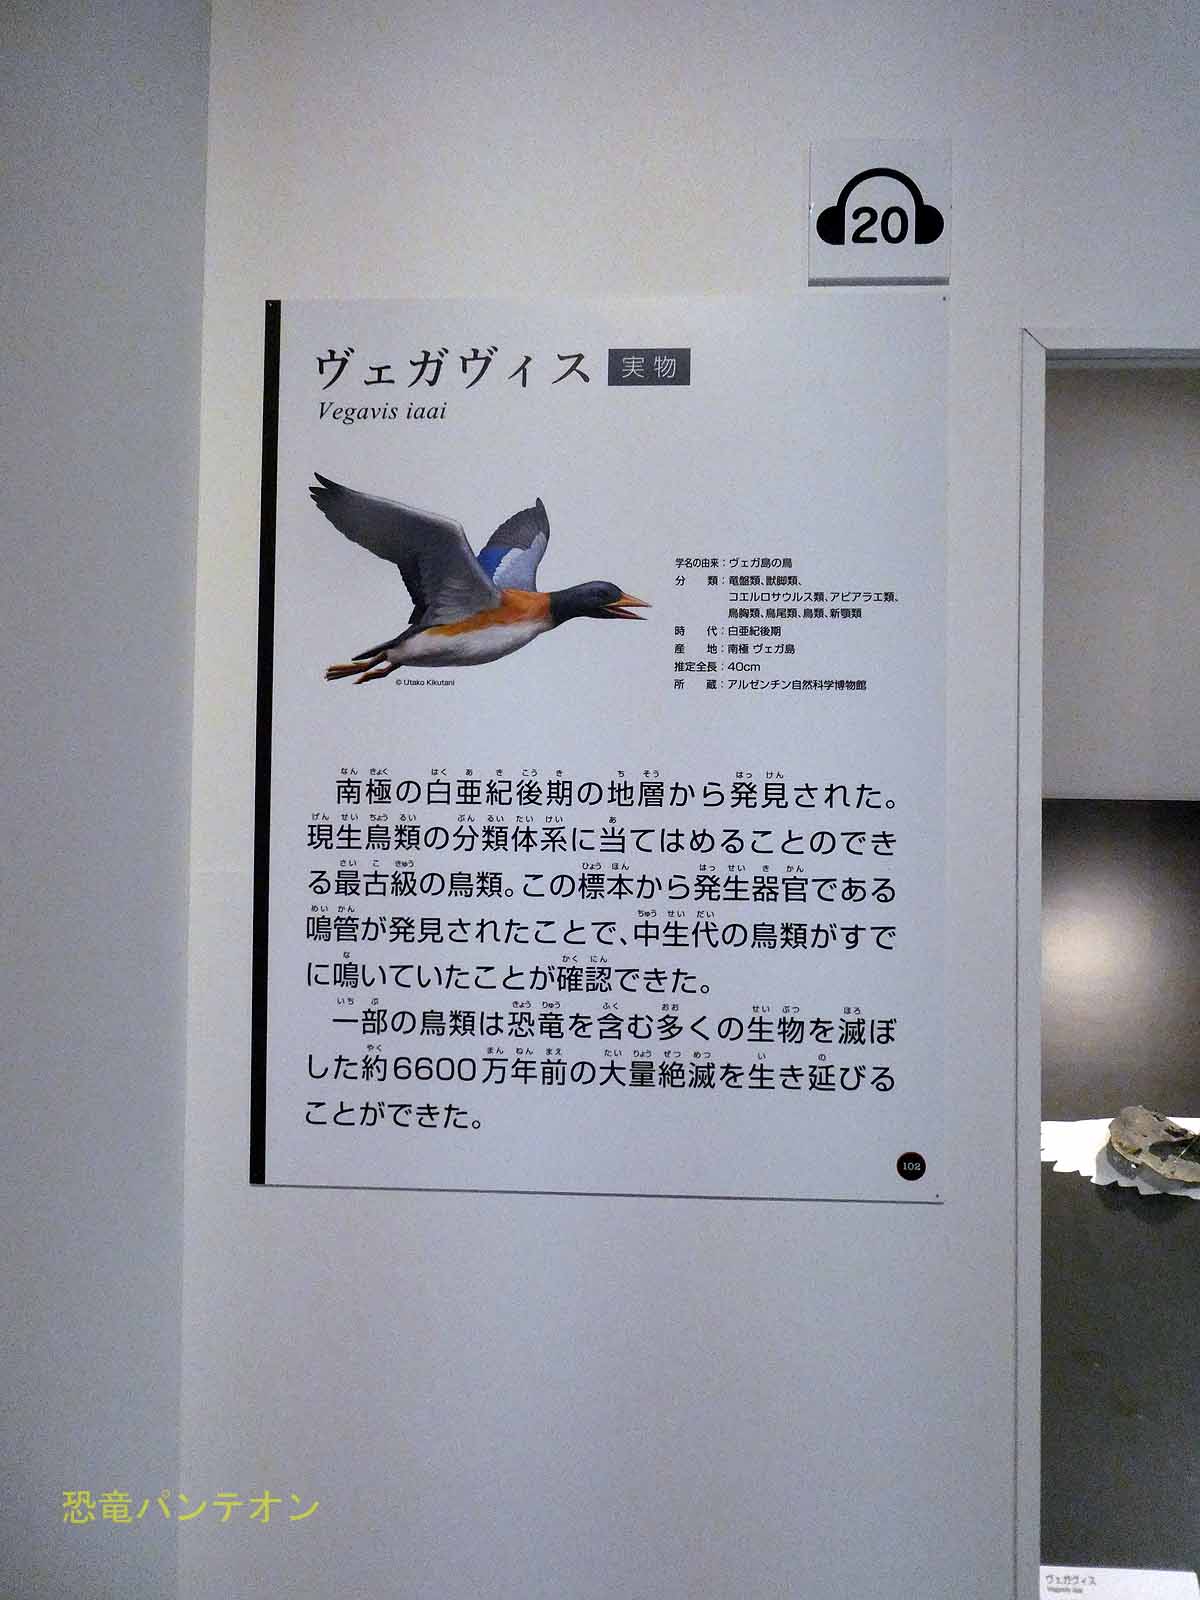 20
ヴェガヴィス 実物
Vegavis iaai
© Utako Kikutani
学名の由来：ヴェガ島の鳥
分　類：竜盤類、獣脚類、
コエルロサウルス類、アビアラエ類、
鳥胸類、鳥尾類、鳥類、新顎類
時　代：白亜紀後期
産　地：南極 ヴェガ島
推定全長：40cm
所　蔵：アルゼンチン自然科学博物館
南極の白亜紀後期の地層から発見された。
現生鳥類の分類体系に当てはめることのでき
る最古級の鳥類。この標本から発生器官である
鳴管が発見されたことで、中生代の鳥類がすで
に鳴いていたことが確認できた。
一部の鳥類は恐竜を含む多くの生物を滅ぼ
した約6600万年前の大量絶滅を生き延びる
ことができた。
102
恐竜パンテオン
ヴェガヴィス
Vegavis iaai